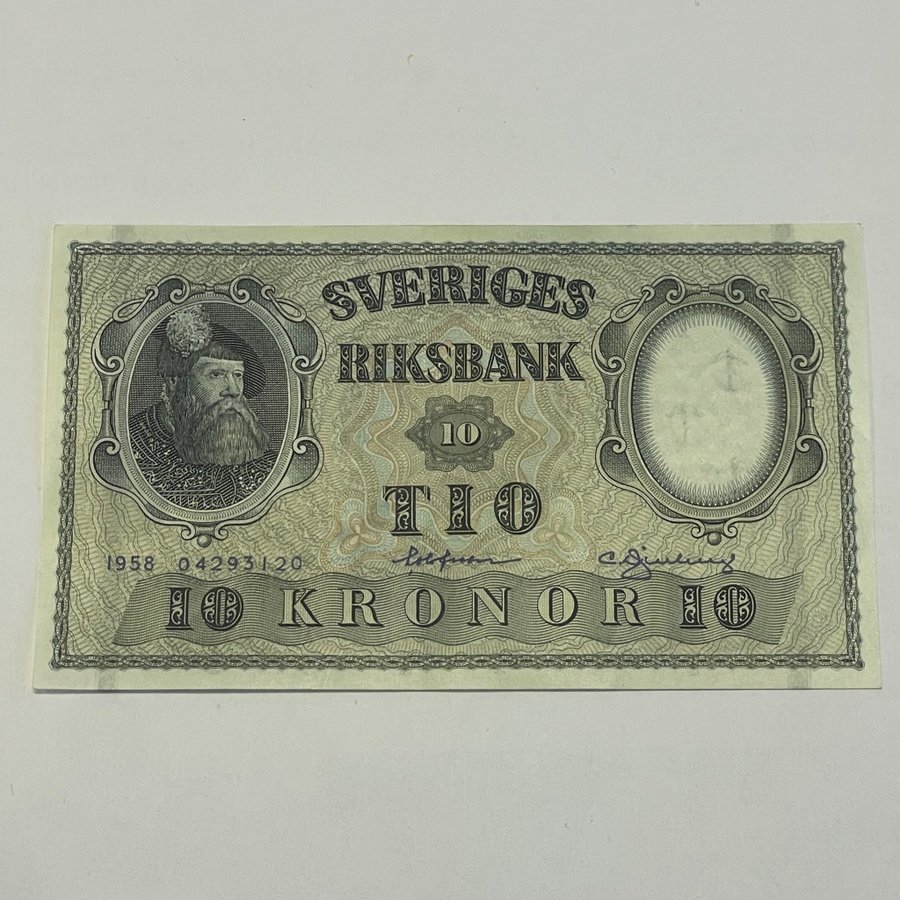 SVERIGES
RIKSBANK
10
TIO
1958 04293120
10 KRONOR 10